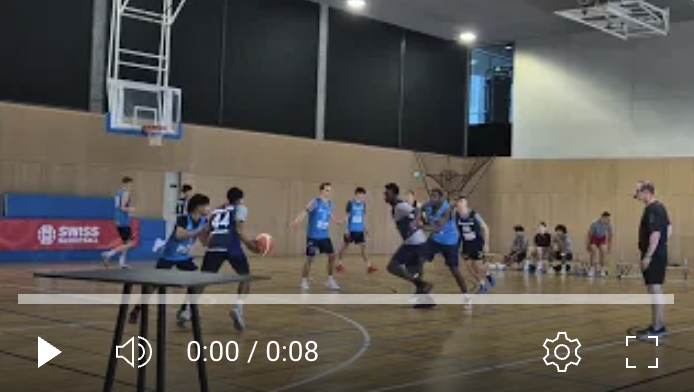 SWISS
BASKETBALL
44
0:00 / 0:08